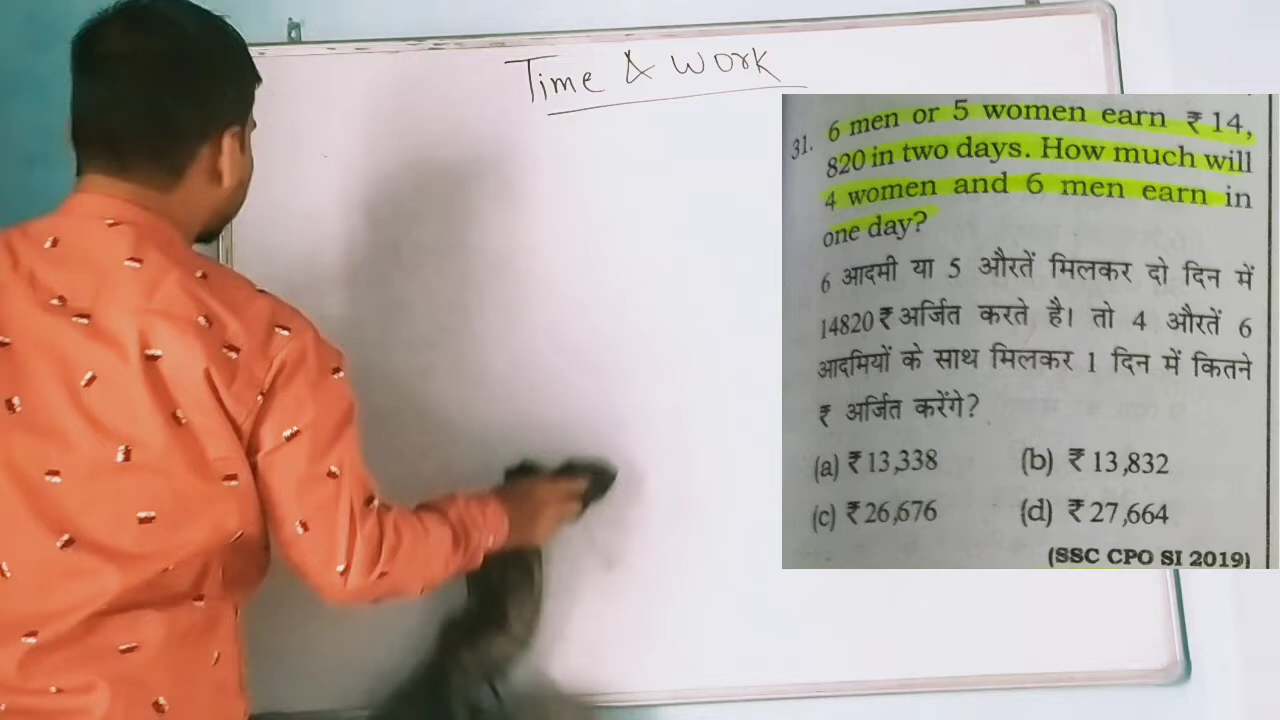 Time & Work
31. 6 men or 5 women earn ₹ 14,
820 in two days. How much will
4 women and 6 men earn in
one day?
6 आदमी या 5 औरतें मिलकर दो दिन में
14820 ₹ अर्जित करते है। तो 4 औरतें 6
आदमियों के साथ मिलकर 1 दिन में कितने
₹ अर्जित करेंगे?
(a) ₹ 13,338 (b) ₹ 13,832
(c) ₹ 26,676 (d) ₹ 27,664
(SSC CPO SI 2019)